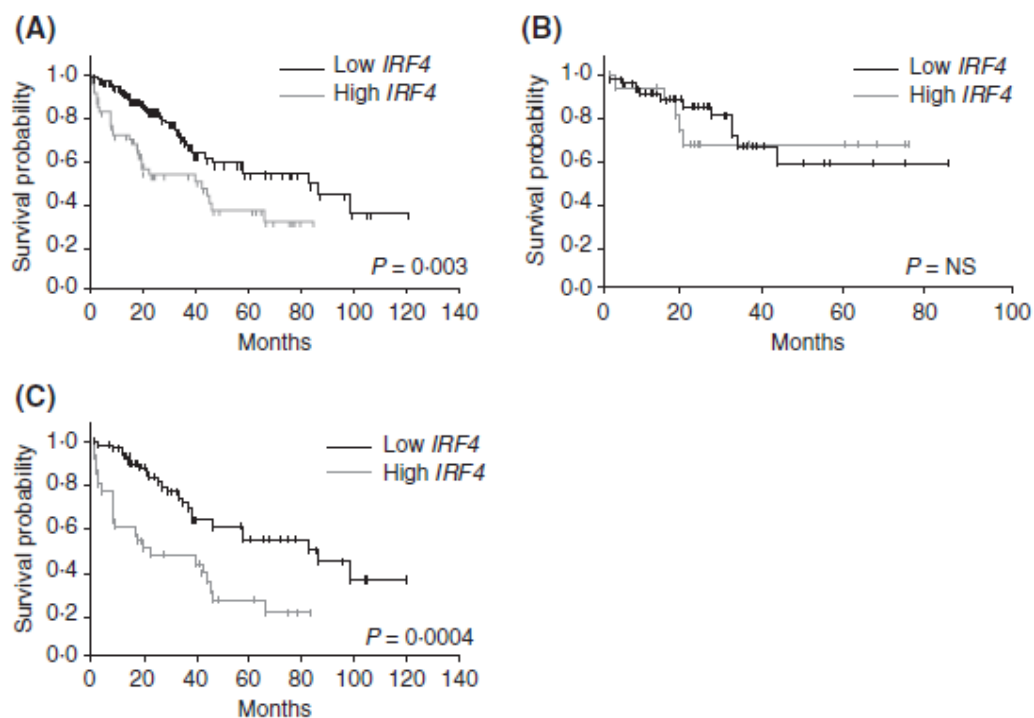 (A)
Survival probability
1·0
0·8
0·6
0·4
0·2
0·0
Low IRF4
High IRF4
P = 0·003
0 20 40 60 80 100 120 140
Months
(B)
Survival probability
1·0
0·8
0·6
0·4
0·2
0·0
Low IRF4
High IRF4
P = NS
0 20 40 60 80 100
Months
(C)
Survival probability
1·0
0·8
0·6
0·4
0·2
0·0
Low IRF4
High IRF4
P = 0·0004
0 20 40 60 80 100 120 140
Months